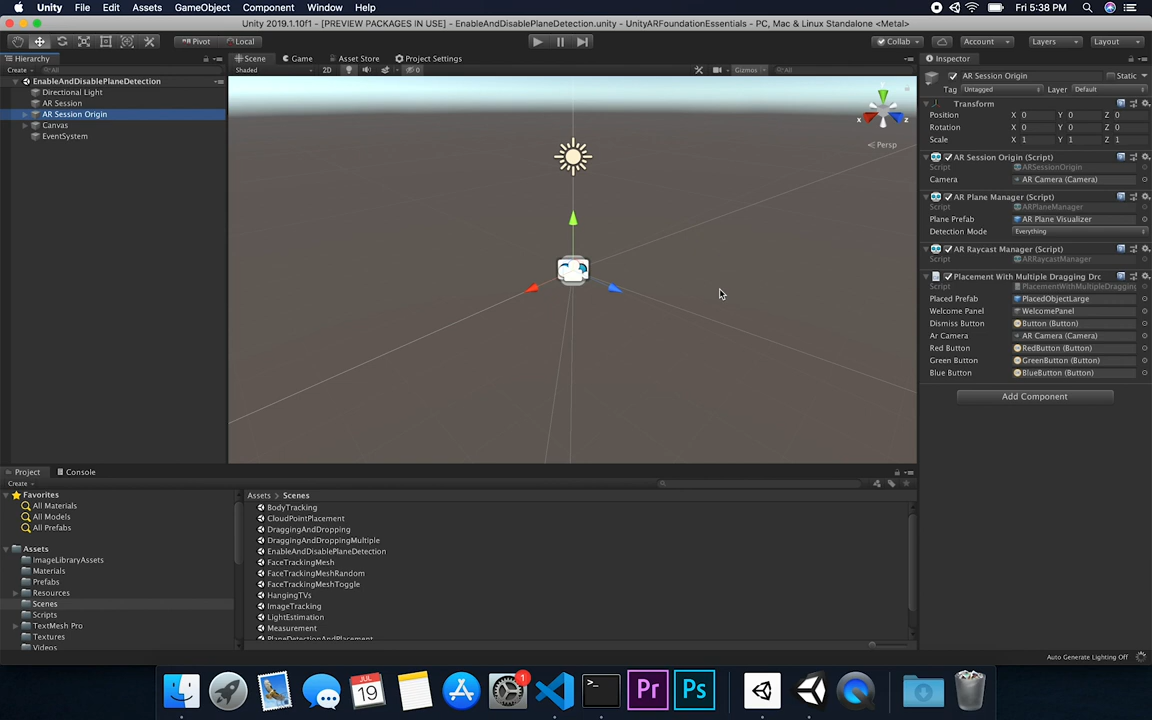 Unity File Edit Assets GameObject Component Window Help Fri 5:38 PM
Unity 2019.1.10f1 - [PREVIEW PACKAGES IN USE] - EnableAndDisablePlaneDetection.unity - UnityARFoundationEssentials - PC, Mac & Linux Standalone <Metal>
Pivot Local Collab Account Layers Layout
Hierarchy
Create All
EnableAndDisablePlaneDetection
Directional Light
AR Session
AR Session Origin
Canvas
EventSystem
Scene Game Asset Store Project Settings
Shaded 2D 0 Gizmos All
x z
Persp
Inspector
AR Session Origin Static
Tag Untagged Layer Default
Transform
Position X 0 Y 0 Z 0
Rotation X 0 Y 0 Z 0
Scale X 1 Y 1 Z 1
AR Session Origin (Script)
Script ARSessionOrigin
Camera AR Camera (Camera)
AR Plane Manager (Script)
Script ARPlaneManager
Plane Prefab AR Plane Visualizer
Detection Mode Everything
AR Raycast Manager (Script)
Script ARRaycastManager
Placement With Multiple Dragging Drc
Script PlacementWithMultipleDragging
Placed Prefab PlacedObjectLarge
Welcome Panel WelcomePanel
Dismiss Button Button (Button)
Ar Camera AR Camera (Camera)
Red Button RedButton (Button)
Green Button GreenButton (Button)
Blue Button BlueButton (Button)
Add Component
Project Console
Create
Favorites
All Materials
All Models
All Prefabs
Assets
ImageLibraryAssets
Materials
Prefabs
Resources
Scenes
Scripts
TextMesh Pro
Textures
Videos
Assets > Scenes
BodyTracking
CloudPointPlacement
DraggingAndDropping
DraggingAndDroppingMultiple
EnableAndDisablePlaneDetection
FaceTrackingMesh
FaceTrackingMeshRandom
FaceTrackingMeshToggle
HangingTVs
ImageTracking
LightEstimation
Measurement
PlaneDetectionAndPlacement
Auto Generate Lighting Off
JUL
19
1
>_
Pr
Ps